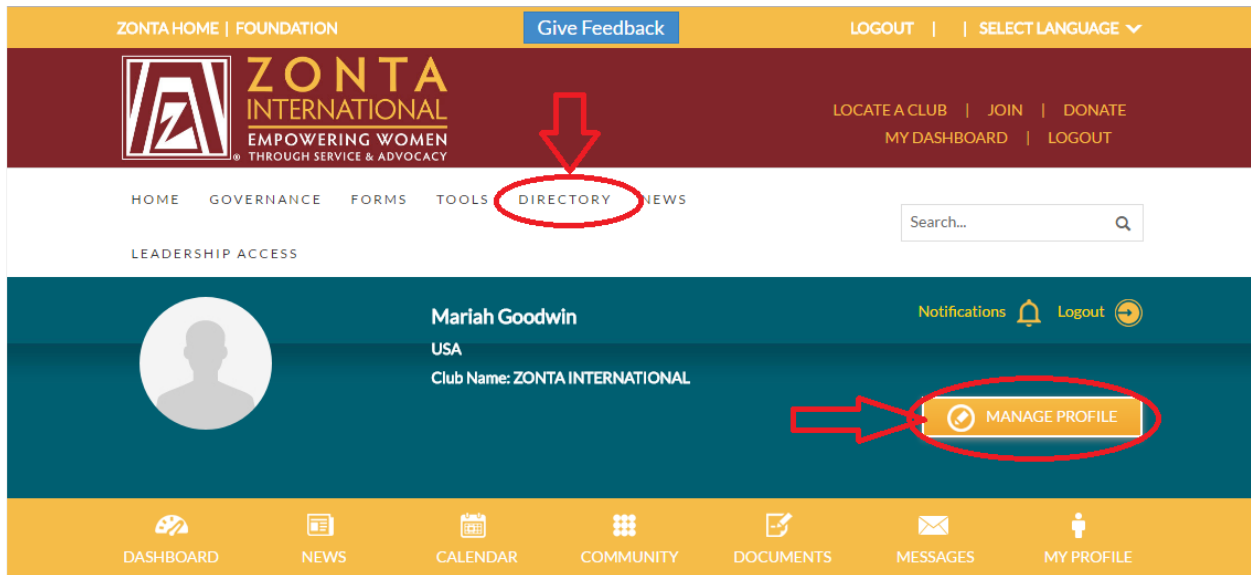 ZONTA HOME | FOUNDATION
Give Feedback
LOGOUT | | SELECT LANGUAGE
Z
ZONTA
INTERNATIONAL
EMPOWERING WOMEN
® THROUGH SERVICE & ADVOCACY
LOCATE A CLUB | JOIN | DONATE
MY DASHBOARD | LOGOUT
HOME GOVERNANCE FORMS TOOLS DIRECTORY NEWS
Search...
LEADERSHIP ACCESS
Mariah Goodwin
USA
Club Name: ZONTA INTERNATIONAL
Notifications Logout
MANAGE PROFILE
DASHBOARD NEWS CALENDAR COMMUNITY DOCUMENTS MESSAGES MY PROFILE